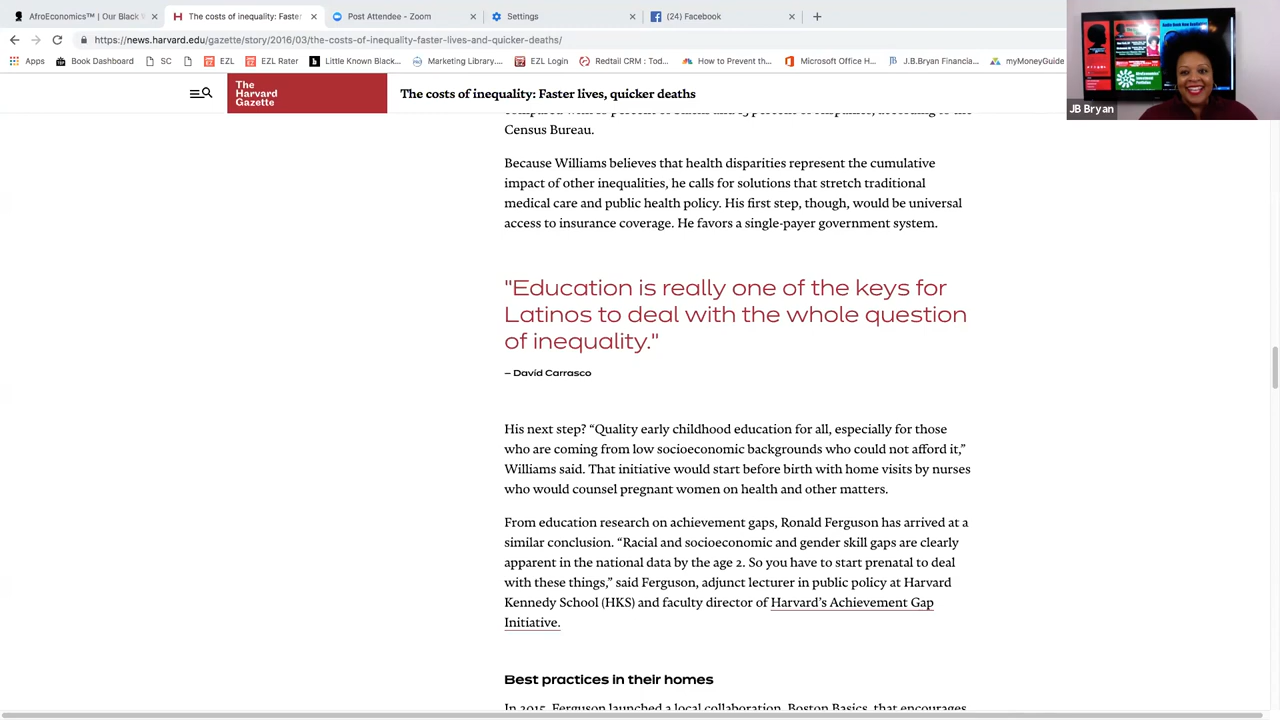 AfroEconomics™ | Our Black
The costs of inequality: Faster
Post Attendee - Zoom
Settings
(24) Facebook
https://news.harvard.edu/gazette/story/2016/03/the-costs-of-inequality-faster-lives-and-quicker-deaths/
Apps
Book Dashboard
SC
EZL
EZL Rater
Little Known Black...
Marketing Library....
EZL Login
Redtail CRM : Tod...
How to Prevent th...
Microsoft Office H...
J.B.Bryan Financia...
myMoneyGuide
The
Harvard
Gazette
The costs of inequality: Faster lives, quicker deaths
JB Bryan
Census Bureau.
Because Williams believes that health disparities represent the cumulative
impact of other inequalities, he calls for solutions that stretch traditional
medical care and public health policy. His first step, though, would be universal
access to insurance coverage. He favors a single-payer government system.
"Education is really one of the keys for
Latinos to deal with the whole question
of inequality."
– Davíd Carrasco
His next step? “Quality early childhood education for all, especially for those
who are coming from low socioeconomic backgrounds who could not afford it,”
Williams said. That initiative would start before birth with home visits by nurses
who would counsel pregnant women on health and other matters.
From education research on achievement gaps, Ronald Ferguson has arrived at a
similar conclusion. “Racial and socioeconomic and gender skill gaps are clearly
apparent in the national data by the age 2. So you have to start prenatal to deal
with these things,” said Ferguson, adjunct lecturer in public policy at Harvard
Kennedy School (HKS) and faculty director of Harvard’s Achievement Gap
Initiative.
Best practices in their homes
In 2015, Ferguson launched a local collaboration, Boston Basics, that encourages